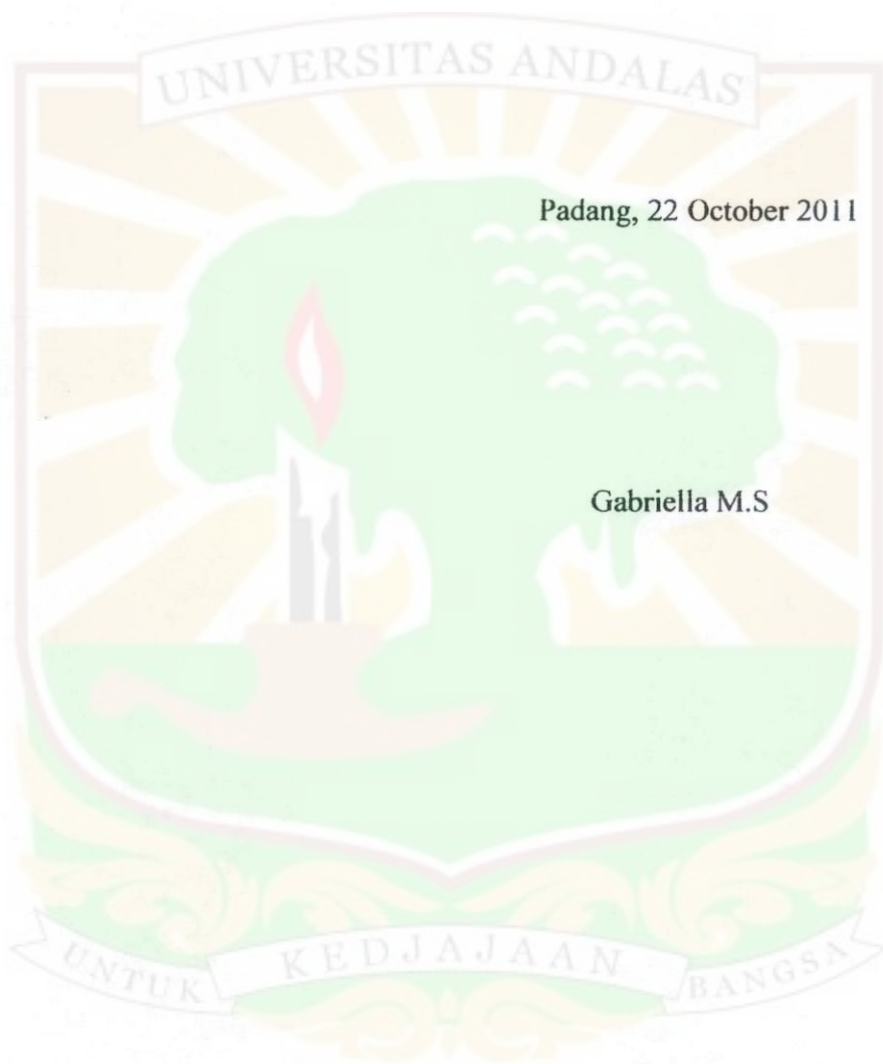 UNIVERSITAS ANDALAS
Padang, 22 October 2011
Gabriella M.S
UNTUK KEDJAJAAN BANGSA